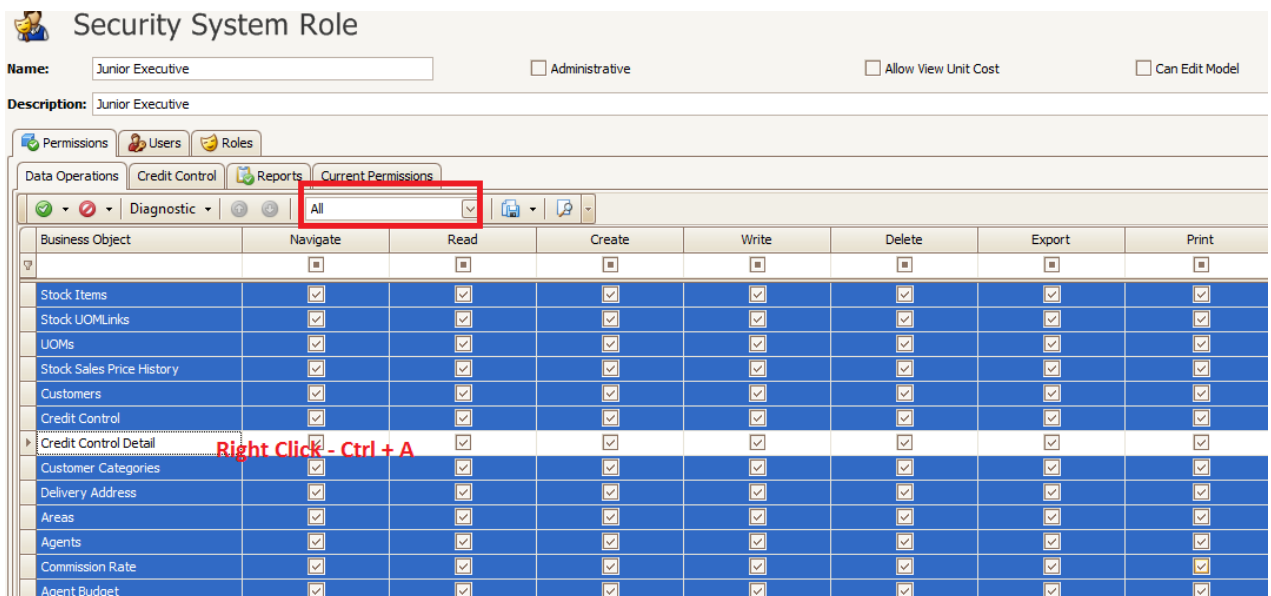 Security System Role
Name: Junior Executive Administrative Allow View Unit Cost Can Edit Model
Description: Junior Executive
Permissions Users Roles
Data Operations Credit Control Reports Current Permissions
Diagnostic All
Business Object Navigate Read Create Write Delete Export Print
Stock Items
Stock UOMLinks
UOMs
Stock Sales Price History
Customers
Credit Control
Credit Control Detail
Right Click - Ctrl + A
Customer Categories
Delivery Address
Areas
Agents
Commission Rate
Agent Budget